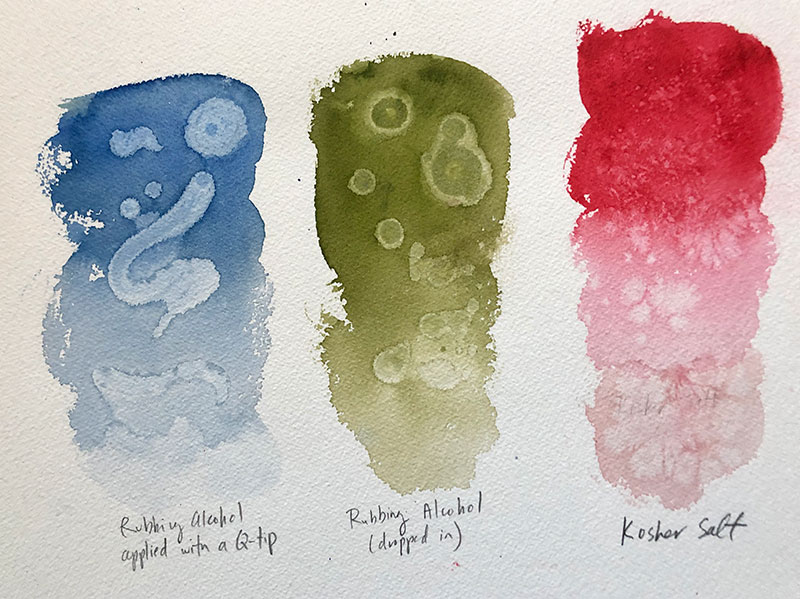 Rubbing Alcohol
applied with a Q-tip
Rubbing Alcohol
(dropped in)
Kosher Salt